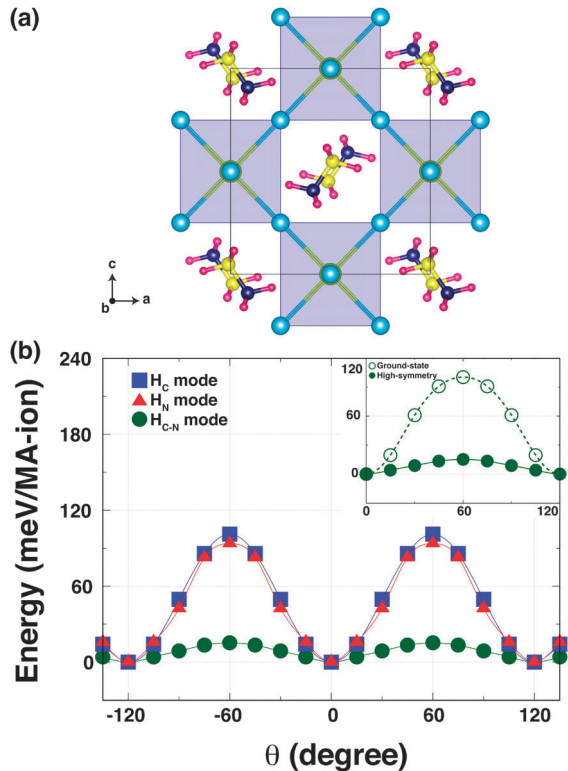 (a)
c
b
a
(b)
Energy (meV/MA-ion)
240
180
120
60
0
H_C mode
H_N mode
H_C-N mode
Ground-state
High-symmetry
120
60
0
0
60
120
-120
-60
0
60
120
θ (degree)